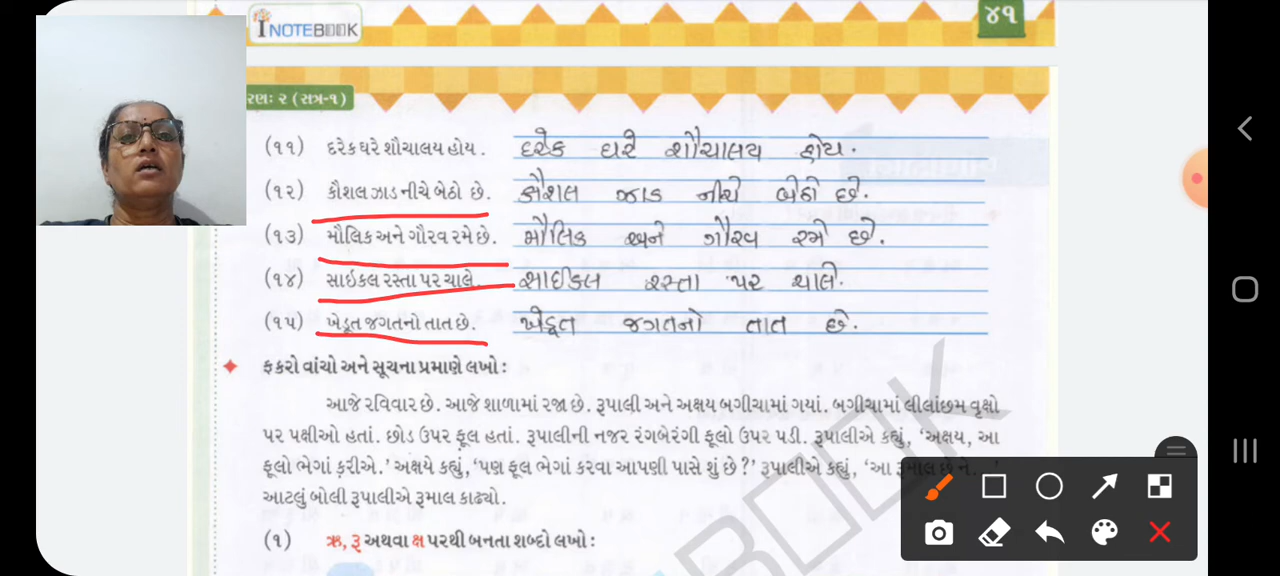 iNOTEBOOK
૪૧
રણઃ ૨ (સત્ર-૧)
(૧૧) દરેક ઘરે શૌચાલય હોય. દરેક ઘરે શૌચાલય હોય.
(૧૨) કૌશલ ઝાડ નીચે બેઠો છે. કૌશલ ઝાડ નીચે બેઠો છે.
(૧૩) મૌલિક અને ગૌરવ રમે છે. મૌલિક અને ગૌરવ રમે છે.
(૧૪) સાઇકલ રસ્તા પર ચાલે. સાઈકલ રસ્તા પર ચાલે.
(૧૫) ખેડૂત જગતનો તાત છે. ખેડૂત જગતનો તાત છે.
ફકરો વાંચો અને સૂચના પ્રમાણે લખો :
આજે રવિવાર છે. આજે શાળામાં રજા છે. રૂપાલી અને અક્ષય બગીચામાં ગયાં. બગીચામાં લીલાંછમ વૃક્ષો
પર પક્ષીઓ હતાં. છોડ ઉપર ફૂલ હતાં. રૂપાલીની નજર રંગબેરંગી ફૂલો ઉપર પડી. રૂપાલીએ કહ્યું, ‘અક્ષય, આ
ફૂલો ભેગાં કરીએ.’ અક્ષયે કહ્યું, ‘પણ ફૂલ ભેગાં કરવા આપણી પાસે શું છે ?’ રૂપાલીએ કહ્યું, ‘આ રૂમાલ છે ને...’
આટલું બોલી રૂપાલીએ રૂમાલ કાઢ્યો.
(૧) ઋ, રૂ અથવા ક્ષ પરથી બનતા શબ્દો લખો :
BOOK